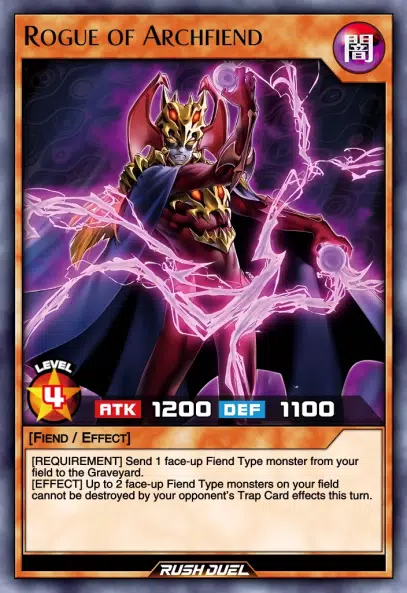 Rogue of Archfiend
闇
LEVEL
4
ATK 1200 DEF 1100
[Fiend / Effect]
[REQUIREMENT] Send 1 face-up Fiend Type monster from your
field to the Graveyard.
[EFFECT] Up to 2 face-up Fiend Type monsters on your field
cannot be destroyed by your opponent's Trap Card effects this turn.
RUSH DUEL